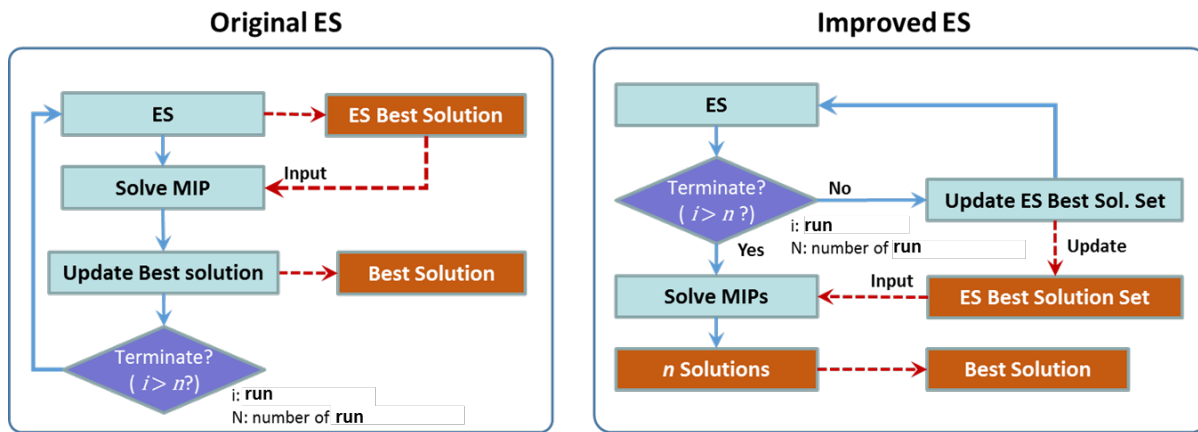 Original ES
ES
ES Best Solution
Input
Solve MIP
Update Best solution
Best Solution
Terminate?
( i > n?)
i: run
N: number of run
Improved ES
ES
Terminate?
( i > n ?)
No
Update ES Best Sol. Set
i: run
N: number of run
Yes
Update
Input
Solve MIPs
ES Best Solution Set
n Solutions
Best Solution